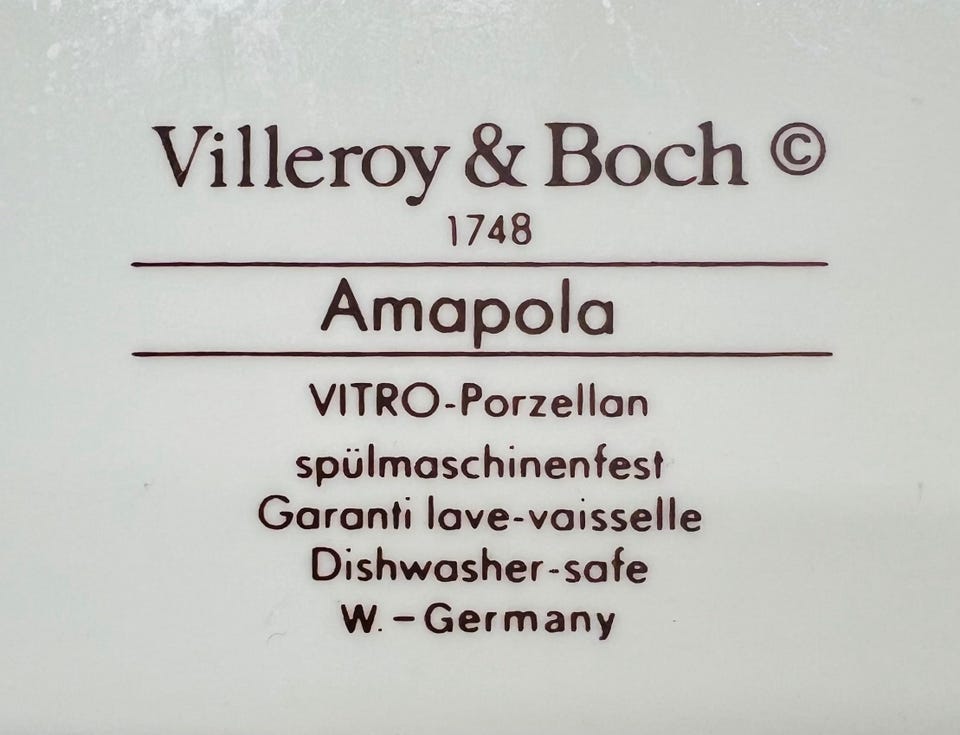 Villeroy & Boch ©
1748
Amapola
VITRO-Porzellan
spülmaschinenfest
Garanti lave-vaisselle
Dishwasher-safe
W.-Germany